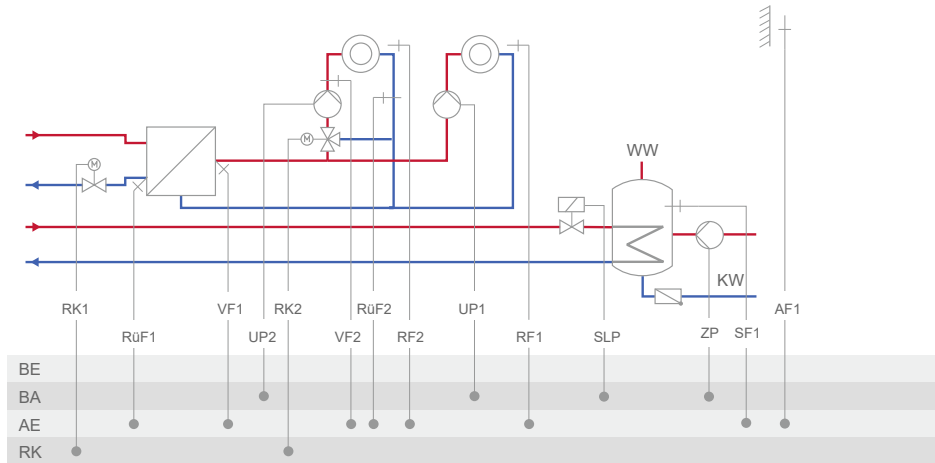 WW
M
M
KW
RK1 VF1 RK2 RüF2 UP1 AF1
RüF1 UP2 VF2 RF2 RF1 SLP ZP SF1
BE
BA
AE
RK